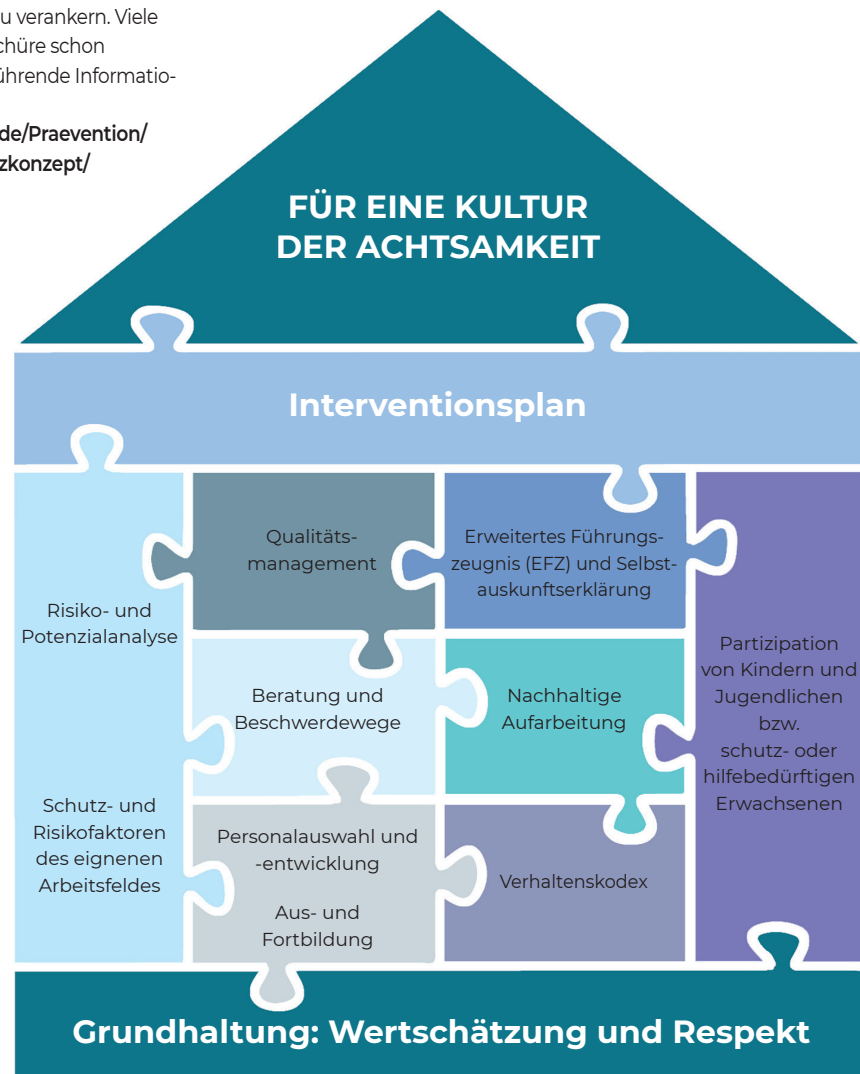 u verankern. Viele
chüre schon
ührende Informatio-
de/Praevention/
zkonzept/
FÜR EINE KULTUR
DER ACHTSAMKEIT
Interventionsplan
Risiko- und
Potenzialanalyse
Schutz- und
Risikofaktoren
des eignenen
Arbeitsfeldes
Qualitäts-
management
Erweitertes Führungs-
zeugnis (EFZ) und Selbst-
auskunftserklärung
Beratung und
Beschwerdewege
Nachhaltige
Aufarbeitung
Personalauswahl und
-entwicklung
Aus- und
Fortbildung
Verhaltenskodex
Partizipation
von Kindern und
Jugendlichen
bzw.
schutz- oder
hilfebedürftigen
Erwachsenen
Grundhaltung: Wertschätzung und Respekt